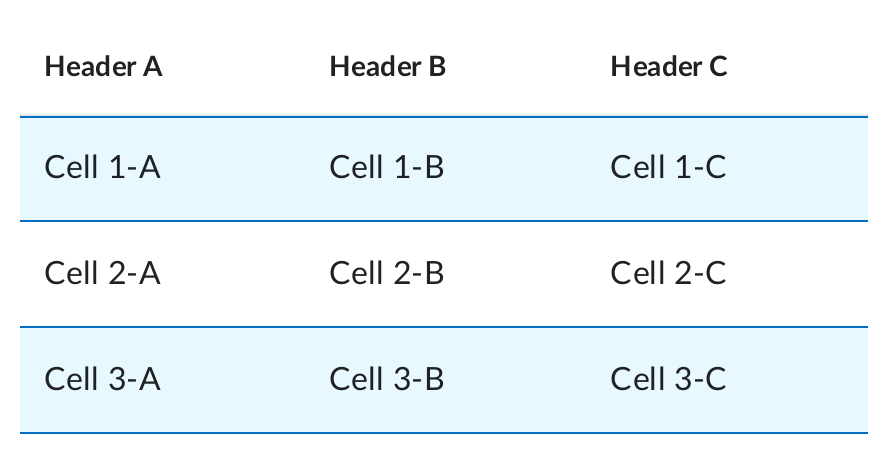 Header A Header B Header C
Cell 1-A Cell 1-B Cell 1-C
Cell 2-A Cell 2-B Cell 2-C
Cell 3-A Cell 3-B Cell 3-C